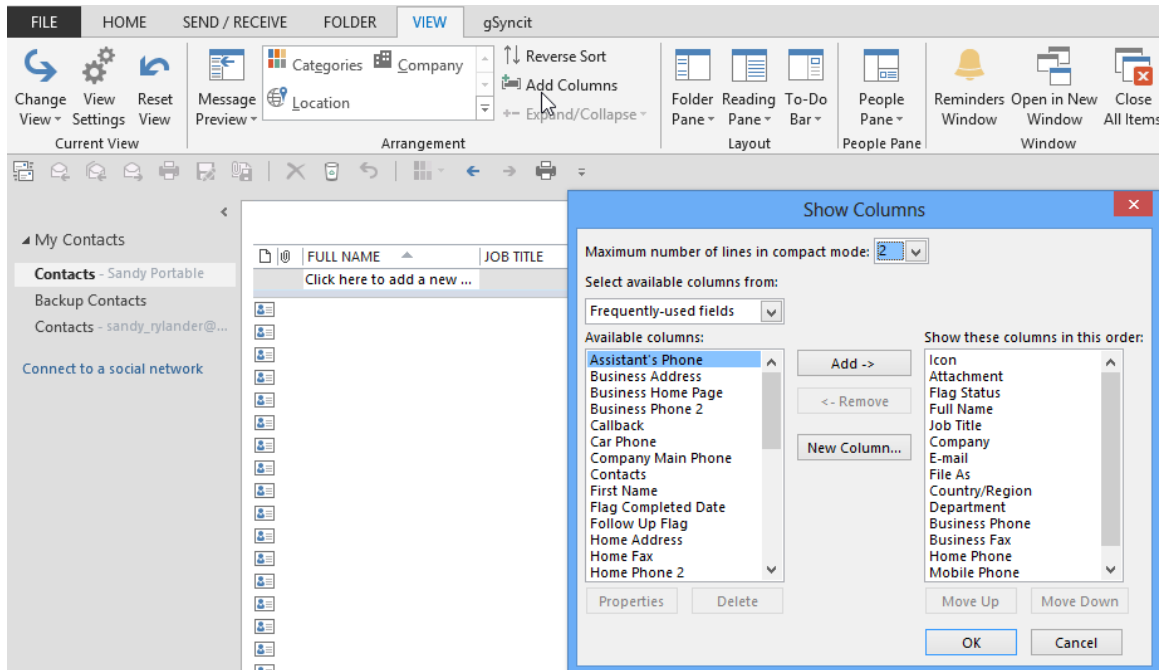 FILE HOME SEND / RECEIVE FOLDER VIEW gSyncit
Change View
View Settings
Reset View
Message Preview
Categories Company
Location
Reverse Sort
Add Columns
Expand/Collapse
Folder Pane
Reading Pane
To-Do Bar
People Pane
Reminders Window
Open in New Window
Close All Items
Current View Arrangement Layout People Pane Window
My Contacts
Contacts - Sandy Portable
Backup Contacts
Contacts - sandy_rylander@...
Connect to a social network
FULL NAME JOB TITLE
Click here to add a new ...
Show Columns
Maximum number of lines in compact mode: 2
Select available columns from:
Frequently-used fields
Available columns:
Assistant's Phone
Business Address
Business Home Page
Business Phone 2
Callback
Car Phone
Company Main Phone
Contacts
First Name
Flag Completed Date
Follow Up Flag
Home Address
Home Fax
Home Phone 2
Properties Delete
Add ->
<- Remove
New Column...
Show these columns in this order:
Icon
Attachment
Flag Status
Full Name
Job Title
Company
E-mail
File As
Country/Region
Department
Business Phone
Business Fax
Home Phone
Mobile Phone
Move Up Move Down
OK Cancel